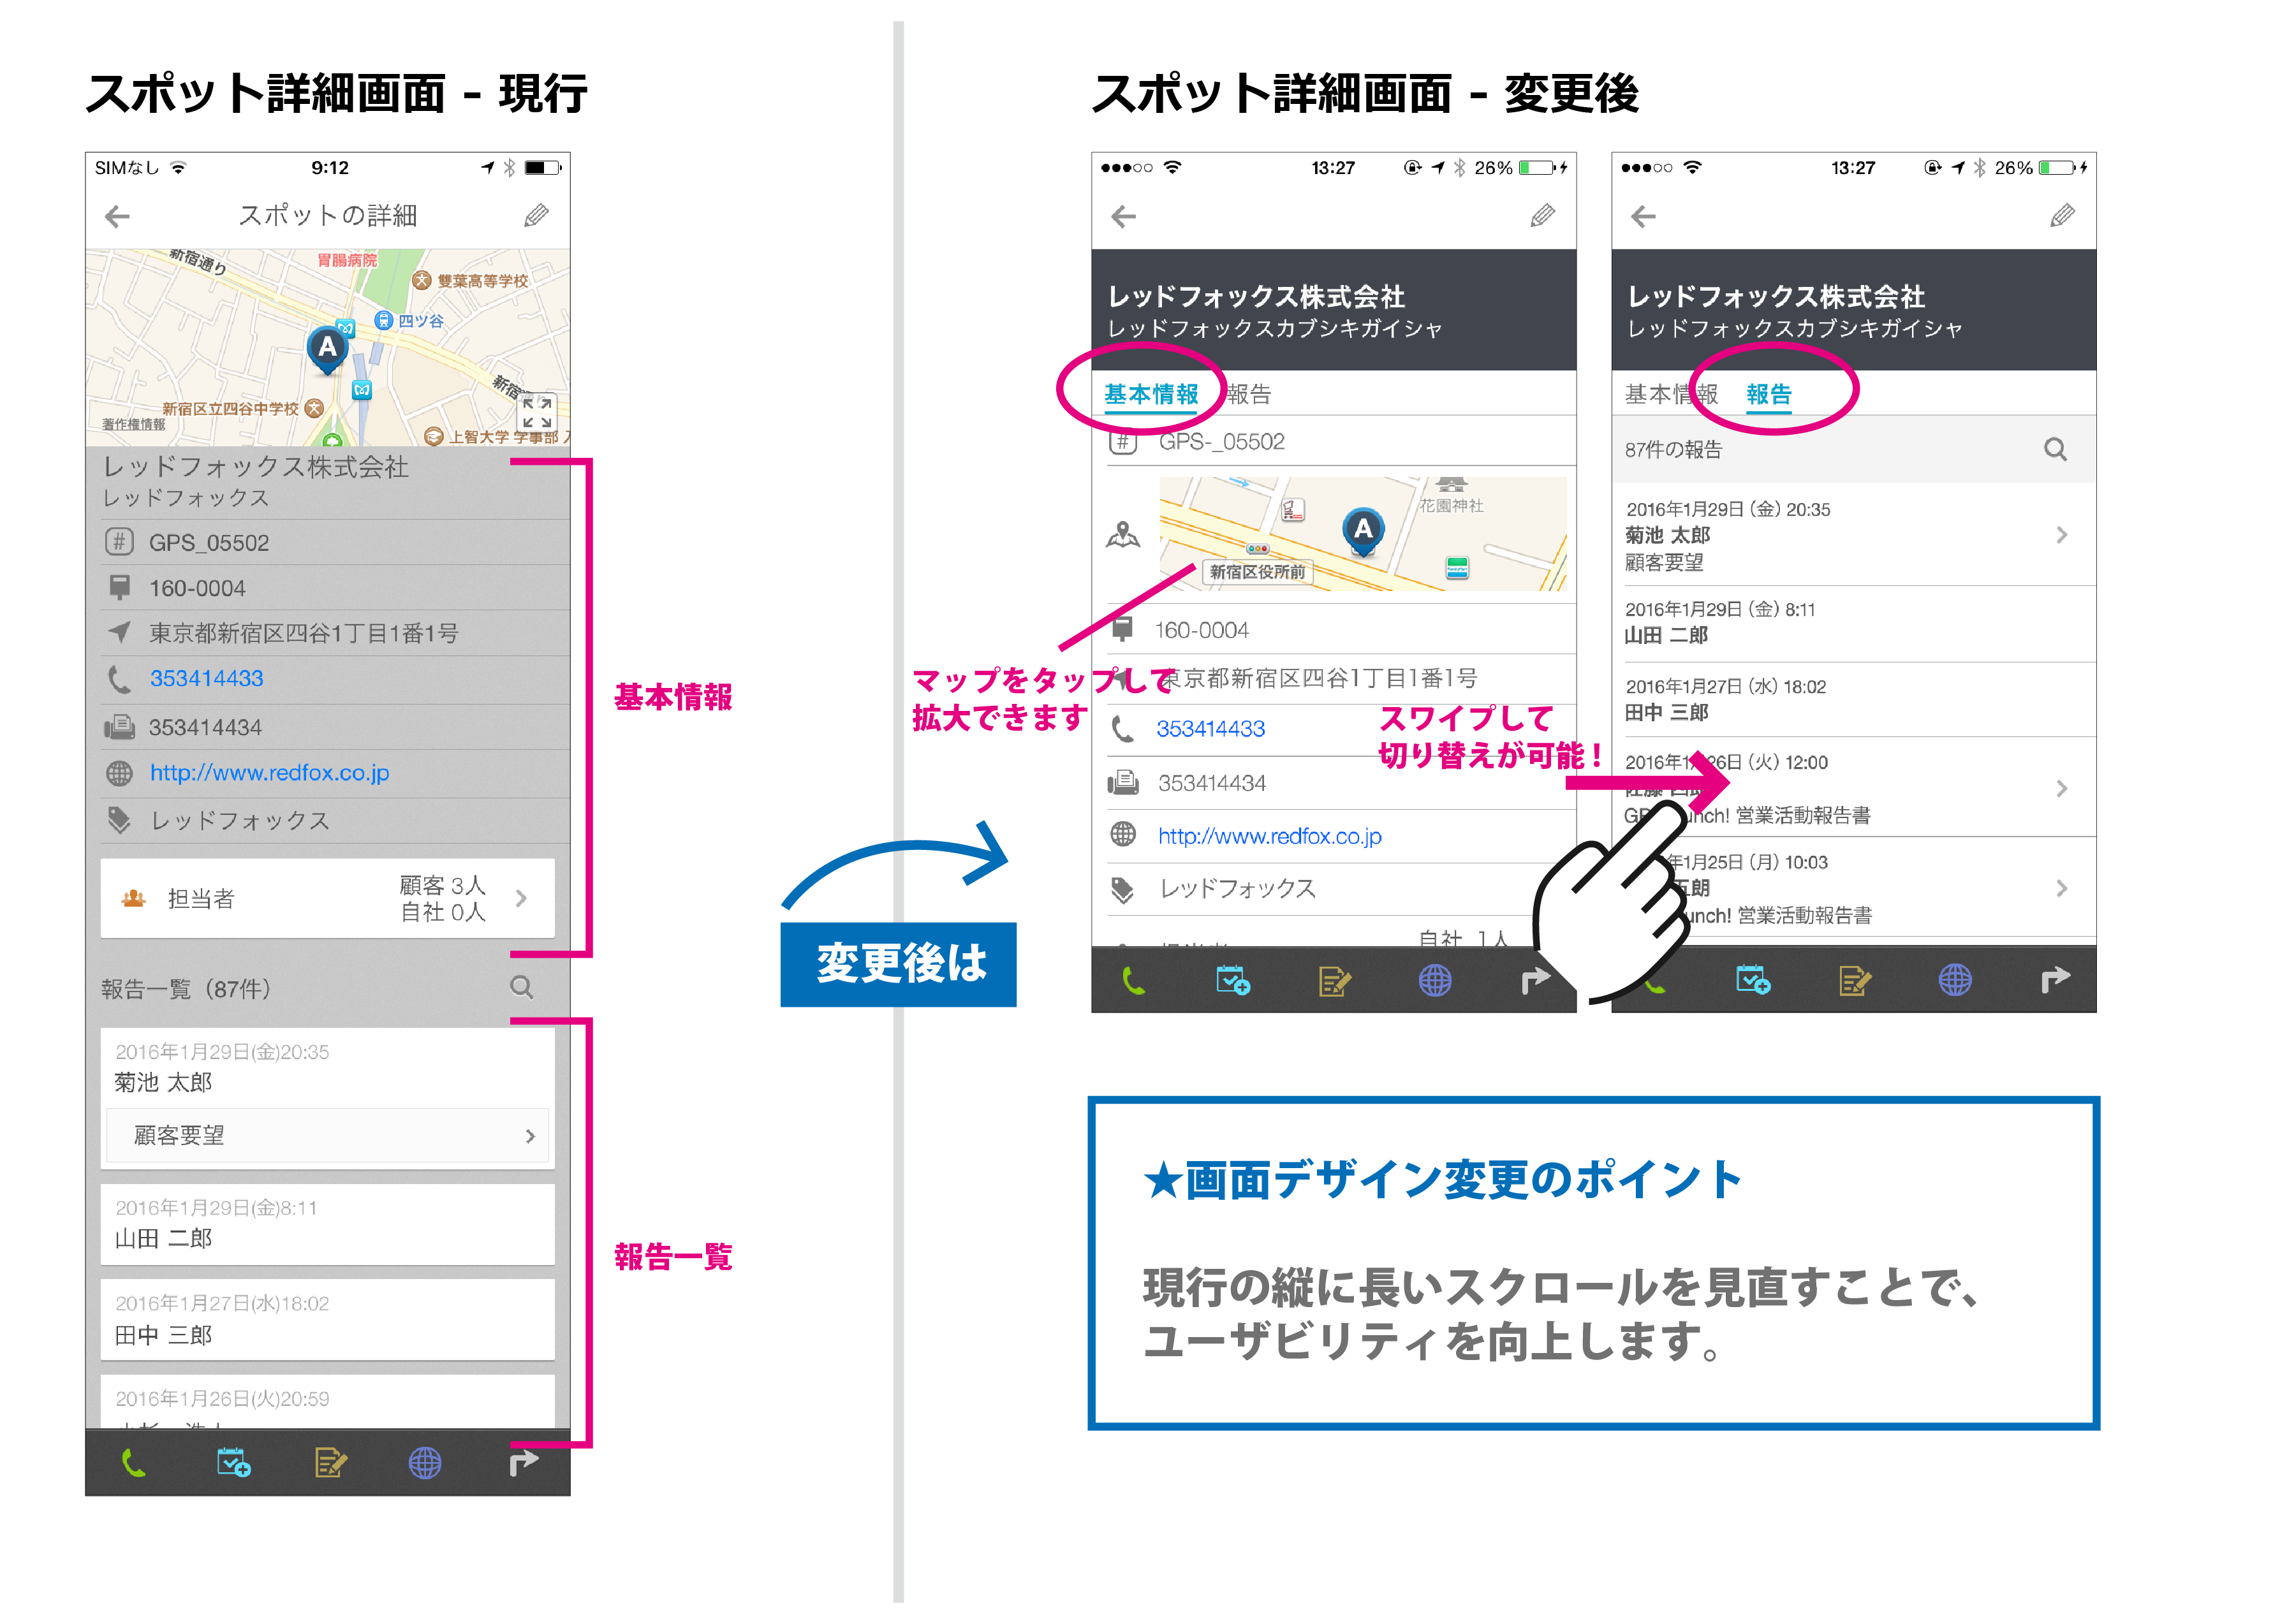 スポット詳細画面 - 現行
SIMなし
9:12
スポットの詳細
新宿通り
胃腸病院
雙葉高等学校
四ツ谷
A
新宿区立四谷中学校
著作権情報
上智大学 学事部
レッドフォックス株式会社
レッドフォックス
# GPS_05502
160-0004
東京都新宿区四谷1丁目1番1号
353414433
353414434
http://www.redfox.co.jp
レッドフォックス
担当者
顧客 3人
自社 0人
報告一覧（87件）
2016年1月29日(金)20:35
菊池 太郎
顧客要望
2016年1月29日(金)8:11
山田 二郎
2016年1月27日(水)18:02
田中 三郎
2016年1月26日(火)20:59
基本情報
報告一覧
変更後は
スポット詳細画面 - 変更後
13:27
26%
レッドフォックス株式会社
レッドフォックスカブシキガイシャ
基本情報 報告
# GPS-_05502
花園神社
A
新宿区役所前
160-0004
東京都新宿区四谷1丁目1番1号
353414433
353414434
http://www.redfox.co.jp
レッドフォックス
自社 1人
マップをタップして
拡大できます
スワイプして
切り替えが可能！
13:27
26%
レッドフォックス株式会社
レッドフォックスカブシキガイシャ
基本情報 報告
87件の報告
2016年1月29日（金）20:35
菊池 太郎
顧客要望
2016年1月29日（金）8:11
山田 二郎
2016年1月27日（水）18:02
田中 三郎
2016年1月26日（火）12:00
営業活動報告書
年1月25日（月）10:03
五朗
営業活動報告書
★画面デザイン変更のポイント
現行の縦に長いスクロールを見直すことで、
ユーザビリティを向上します。